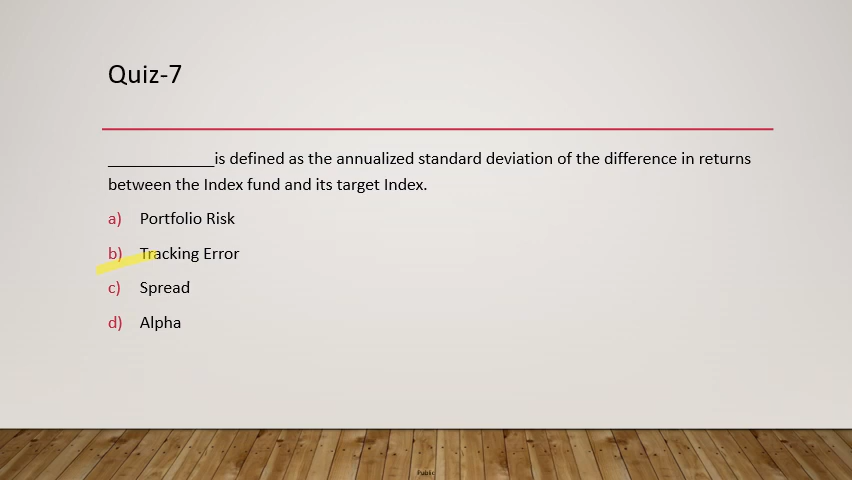 Quiz-7
____________is defined as the annualized standard deviation of the difference in returns
between the Index fund and its target Index.
a) Portfolio Risk
b) Tracking Error
c) Spread
d) Alpha
Public